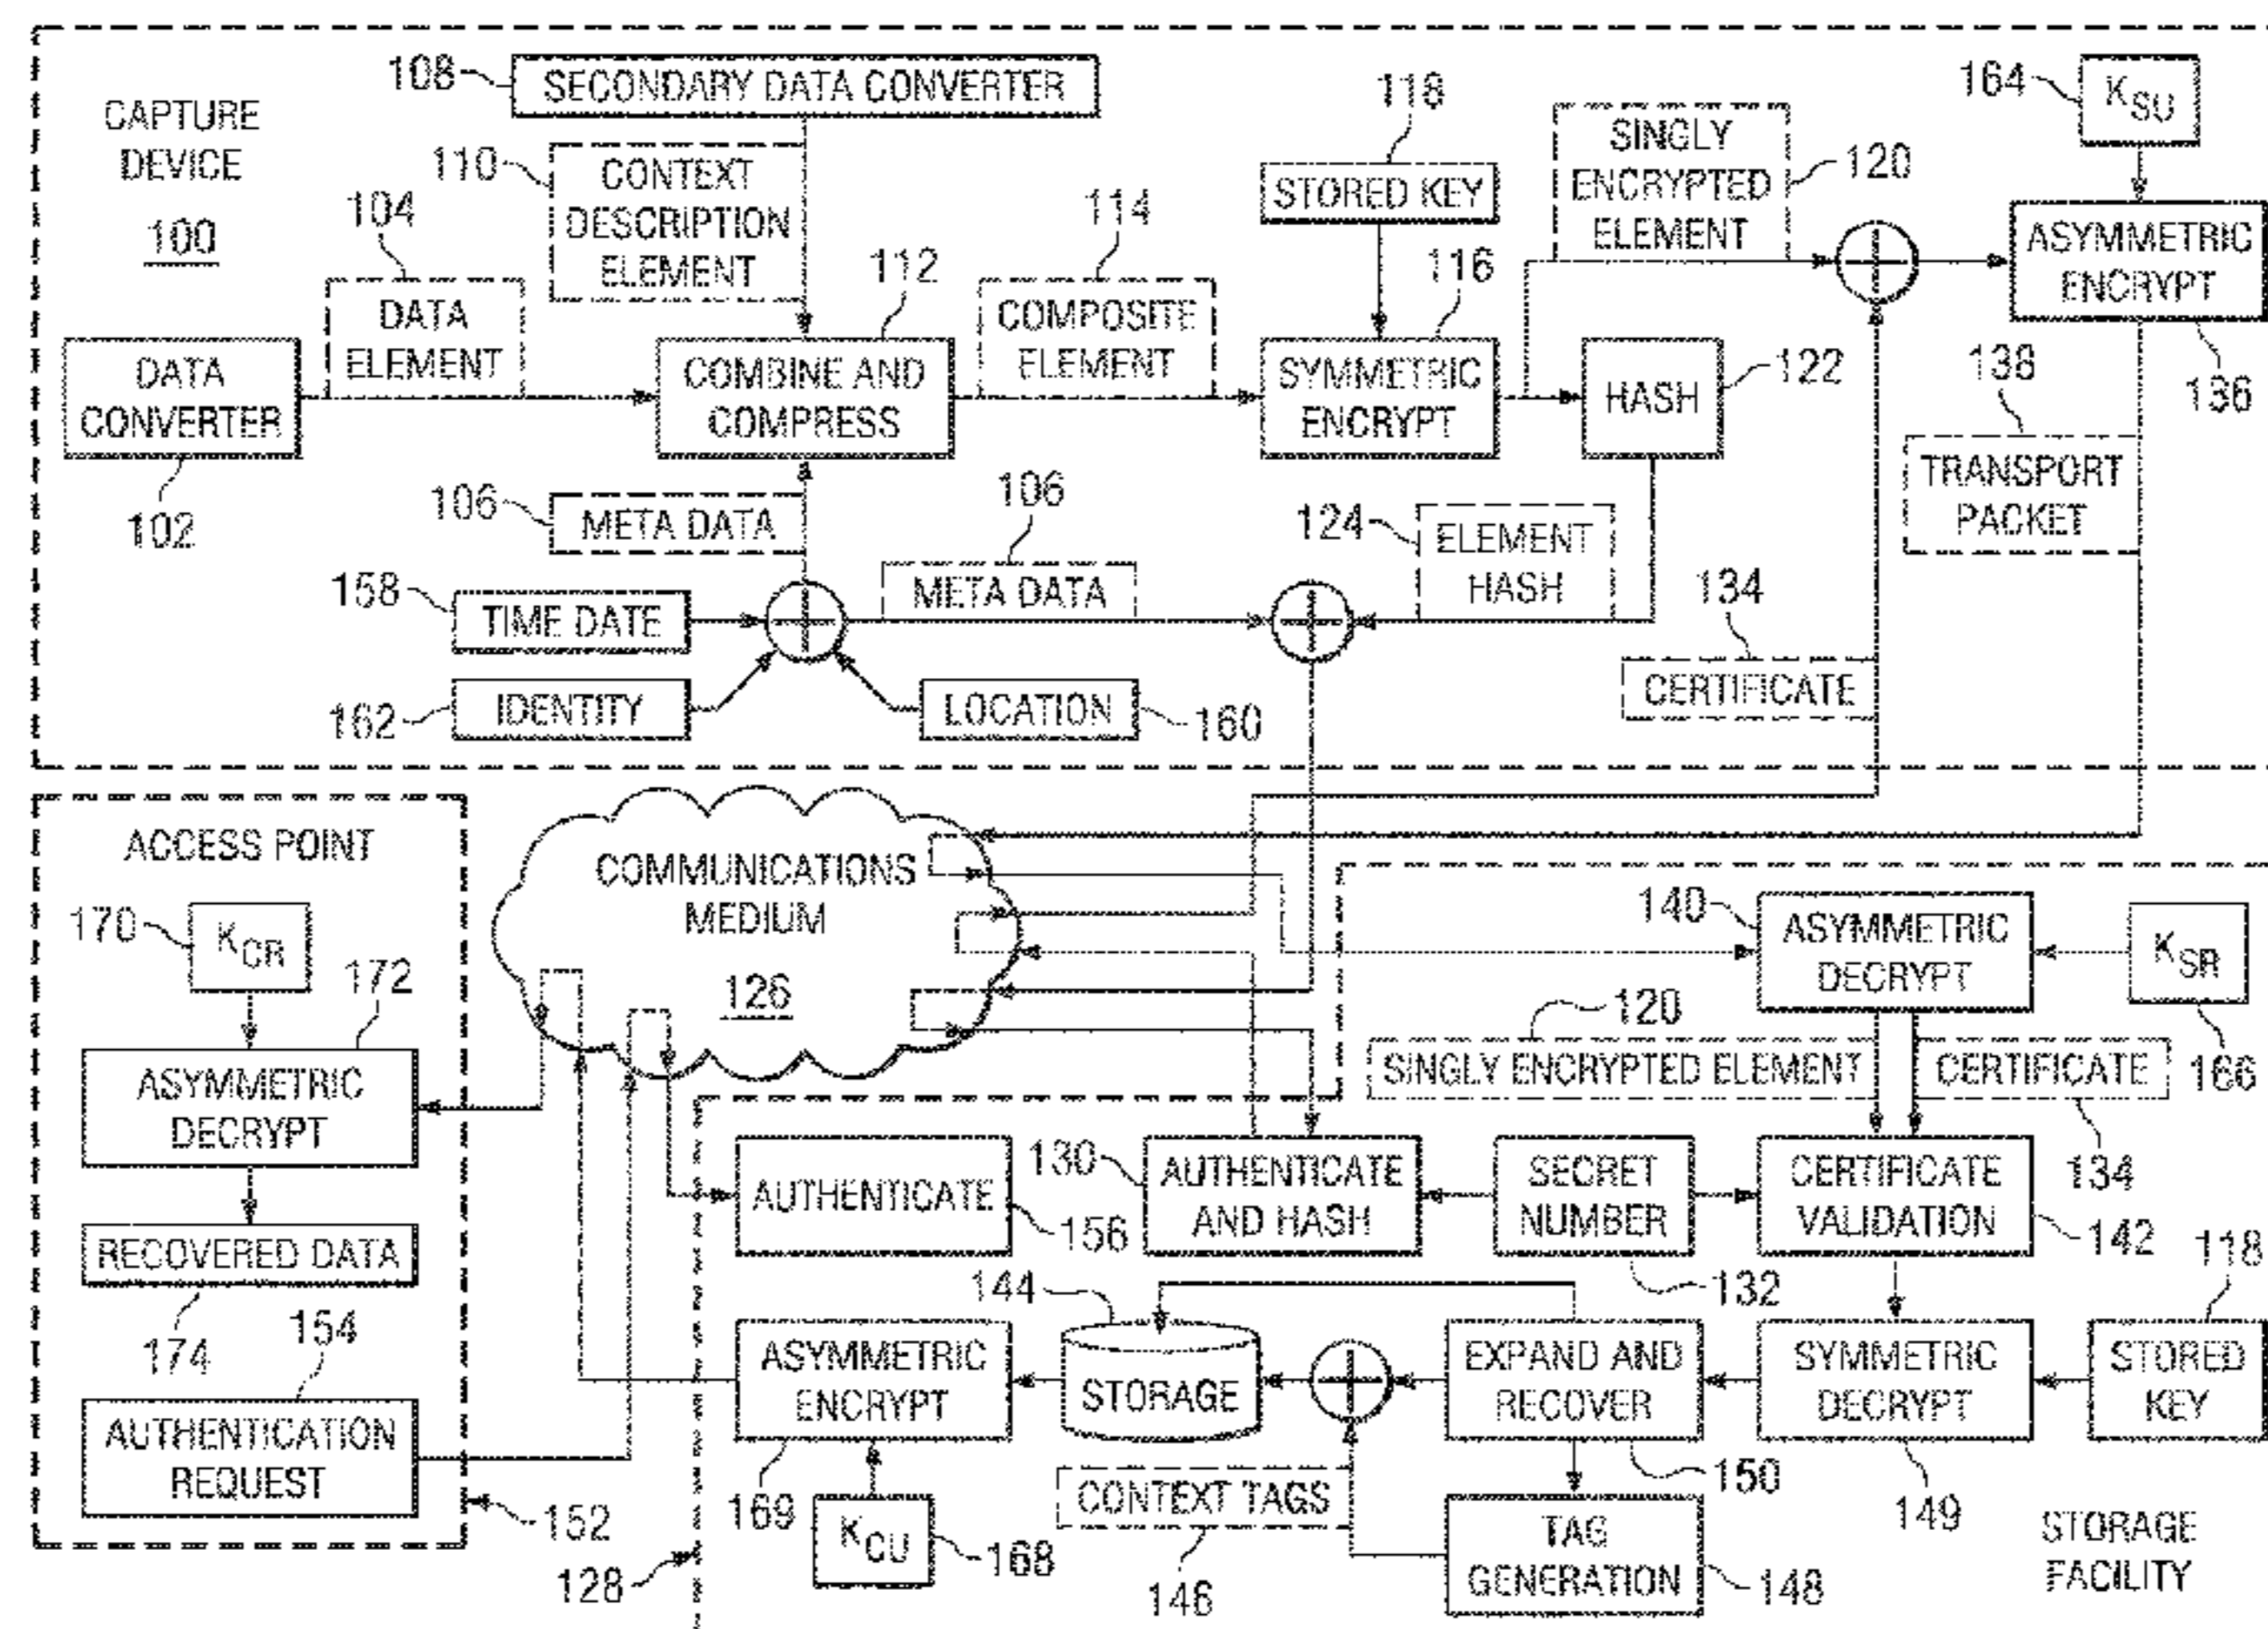 108
SECONDARY DATA CONVERTER
118
SINGLY
ENCRYPTED
ELEMENT
120
164
KSU
CAPTURE
DEVICE
100
110
CONTEXT
DESCRIPTION
ELEMENT
STORED KEY
104
DATA
ELEMENT
112
114
COMPOSITE
ELEMENT
116
ASYMMETRIC
ENCRYPT
136
DATA
CONVERTER
102
COMBINE AND
COMPRESS
SYMMETRIC
ENCRYPT
HASH
122
138
TRANSPORT
PACKET
106
META DATA
106
META DATA
124
ELEMENT
HASH
134
CERTIFICATE
158
TIME DATE
162
IDENTITY
LOCATION
160
ACCESS POINT
COMMUNICATIONS
MEDIUM
126
170
KCR
172
140
ASYMMETRIC
DECRYPT
KSR
166
120
SINGLY ENCRYPTED ELEMENT
CERTIFICATE
134
ASYMMETRIC
DECRYPT
AUTHENTICATE
156
130
AUTHENTICATE
AND HASH
SECRET
NUMBER
132
CERTIFICATE
VALIDATION
142
118
RECOVERED DATA
174
154
AUTHENTICATION
REQUEST
152
144
ASYMMETRIC
ENCRYPT
169
STORAGE
EXPAND AND
RECOVER
150
SYMMETRIC
DECRYPT
149
STORED
KEY
KCU
168
CONTEXT TAGS
146
TAG
GENERATION
148
128
STORAGE
FACILITY